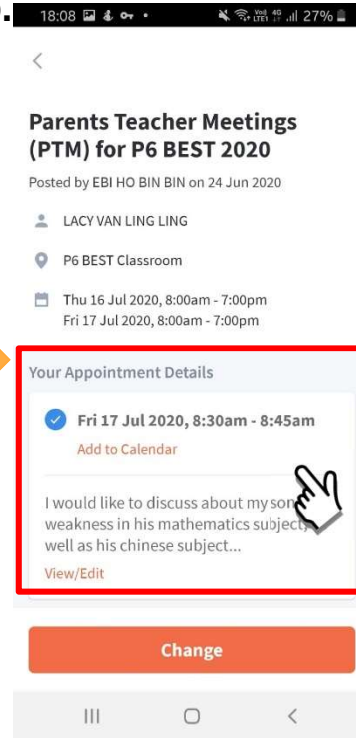 18:08 27%
Parents Teacher Meetings
(PTM) for P6 BEST 2020
Posted by EBI HO BIN BIN on 24 Jun 2020
LACY VAN LING LING
P6 BEST Classroom
Thu 16 Jul 2020, 8:00am - 7:00pm
Fri 17 Jul 2020, 8:00am - 7:00pm
Your Appointment Details
Fri 17 Jul 2020, 8:30am - 8:45am
Add to Calendar
I would like to discuss about my son
weakness in his mathematics subject,
well as his chinese subject...
View/Edit
Change